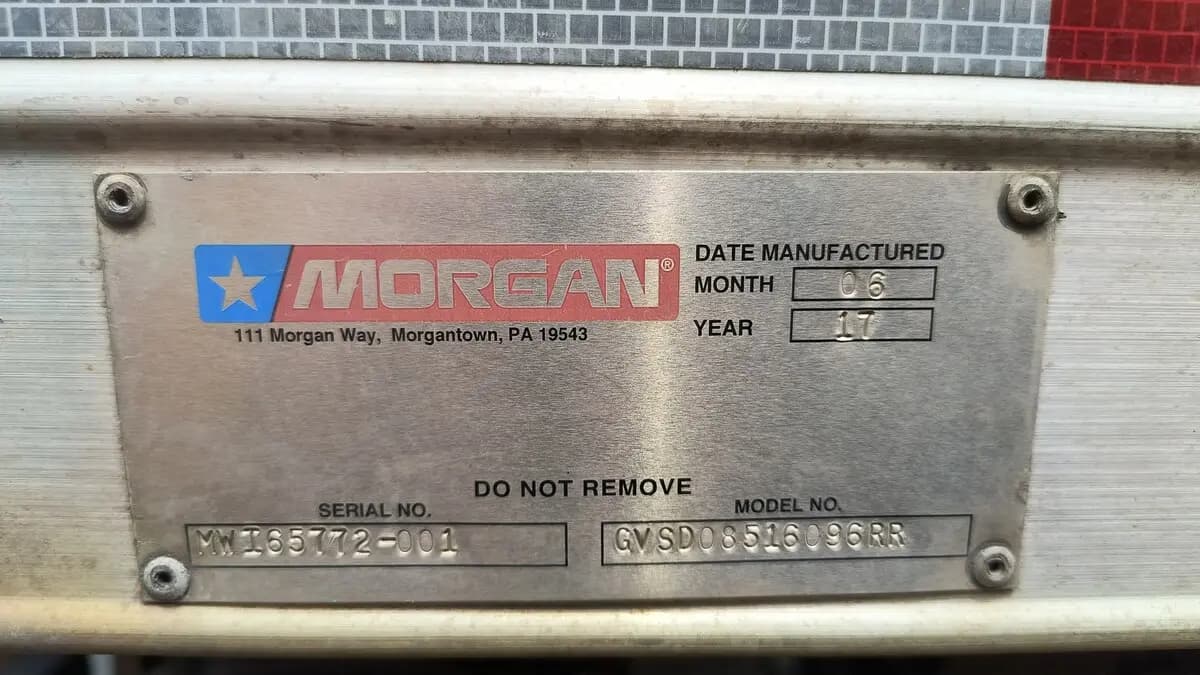 MORGAN®
111 Morgan Way, Morgantown, PA 19543
DATE MANUFACTURED
MONTH 06
YEAR 17
DO NOT REMOVE
SERIAL NO.
MWI65772-001
MODEL NO.
GVSD08516096RR